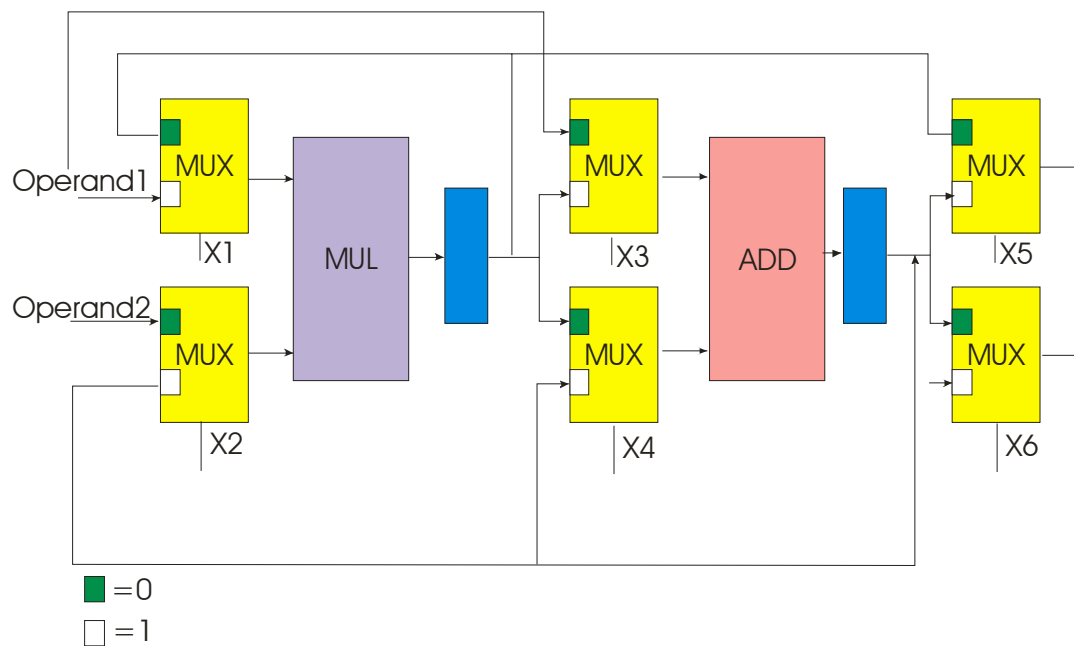 Operand1
MUX
X1
MUL
MUX
X3
ADD
MUX
X5
Operand2
MUX
X2
MUX
X4
MUX
X6
=0
=1